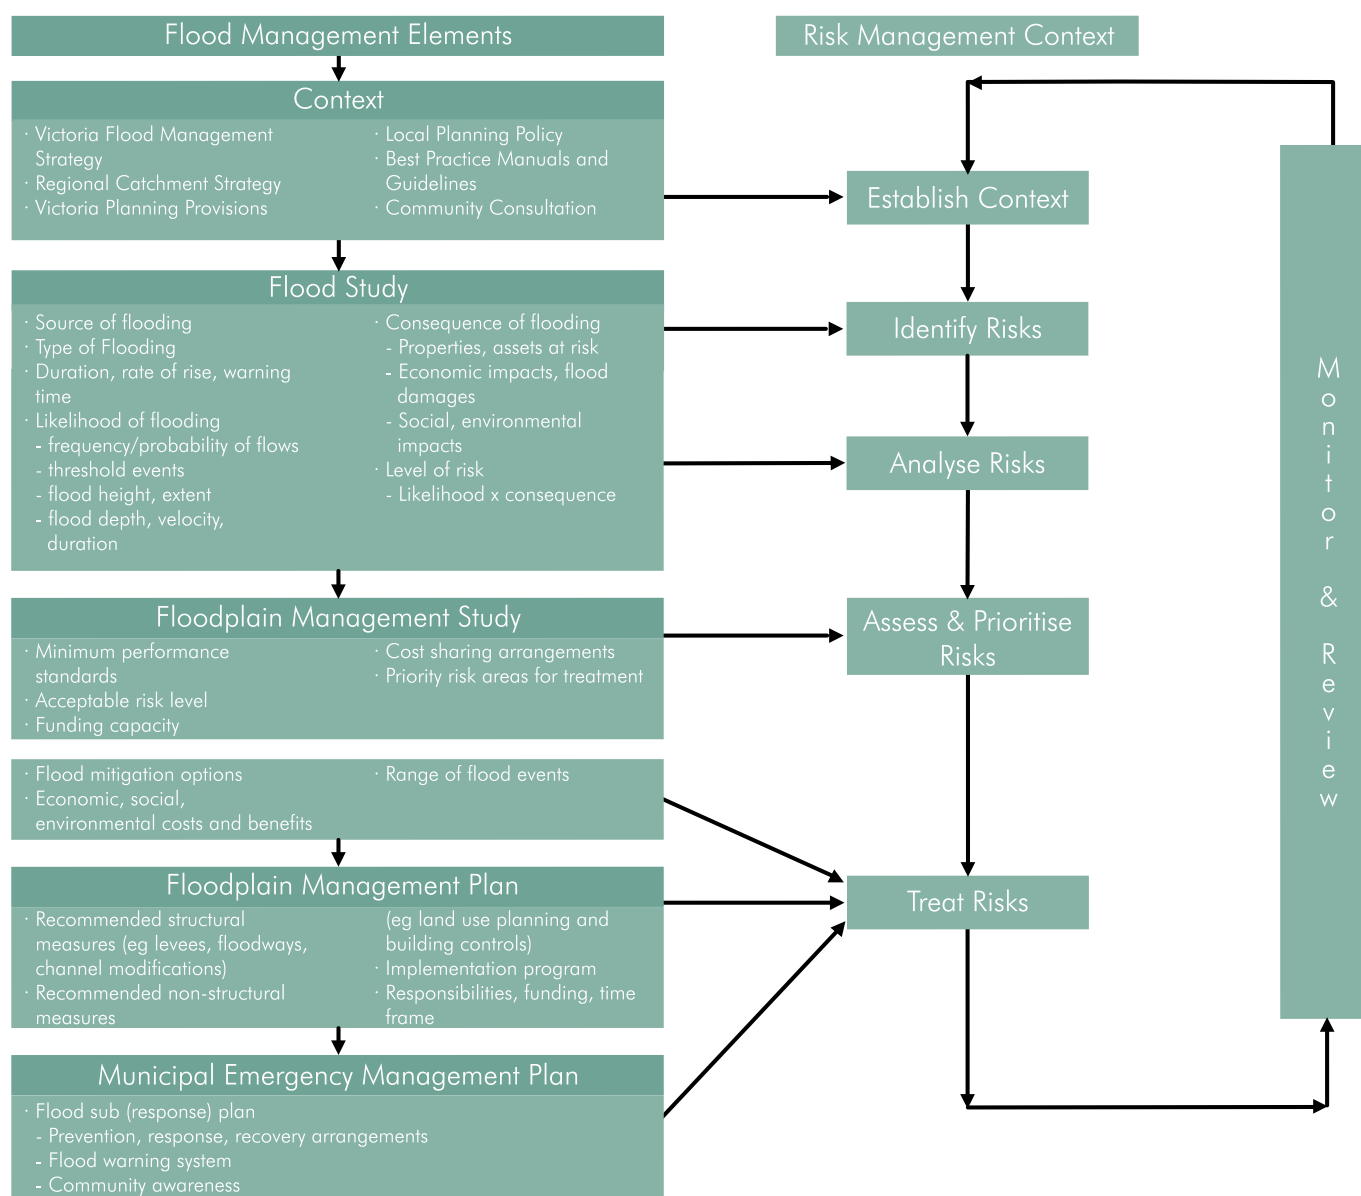 Flood Management Elements
Risk Management Context
Context
· Victoria Flood Management
Strategy
· Regional Catchment Strategy
· Victoria Planning Provisions
· Local Planning Policy
· Best Practice Manuals and
Guidelines
· Community Consultation
Establish Context
Flood Study
· Source of flooding
· Type of Flooding
· Duration, rate of rise, warning
time
· Likelihood of flooding
- frequency/probability of flows
- threshold events
- flood height, extent
- flood depth, velocity,
duration
· Consequence of flooding
- Properties, assets at risk
- Economic impacts, flood
damages
- Social, environmental
impacts
· Level of risk
- Likelihood x consequence
Identify Risks
Analyse Risks
Floodplain Management Study
· Minimum performance
standards
· Acceptable risk level
· Funding capacity
· Cost sharing arrangements
· Priority risk areas for treatment
Assess & Prioritise
Risks
· Flood mitigation options
· Economic, social,
environmental costs and benefits
· Range of flood events
Floodplain Management Plan
· Recommended structural
measures (eg levees, floodways,
channel modifications)
· Recommended non-structural
measures
(eg land use planning and
building controls)
· Implementation program
· Responsibilities, funding, time
frame
Treat Risks
Municipal Emergency Management Plan
· Flood sub (response) plan
- Prevention, response, recovery arrangements
- Flood warning system
- Community awareness
Monitor & Review